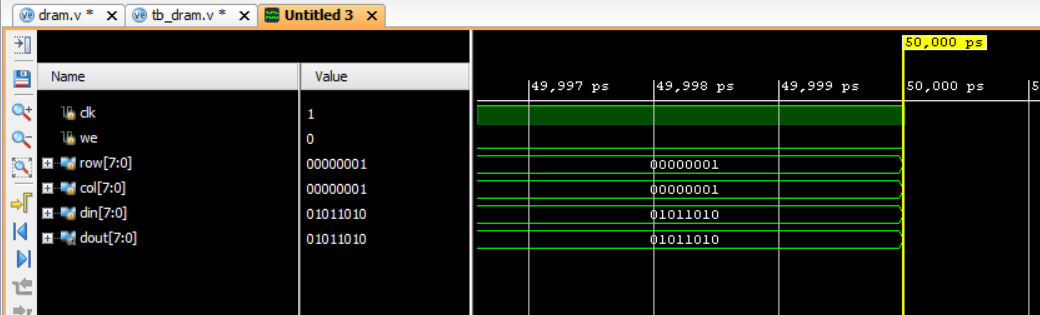 dram.v * tb_dram.v * Untitled 3
50,000 ps
Name Value
49,997 ps 49,998 ps 49,999 ps 50,000 ps 5
clk 1
we 0
row[7:0] 00000001 00000001
col[7:0] 00000001 00000001
din[7:0] 01011010 01011010
dout[7:0] 01011010 01011010